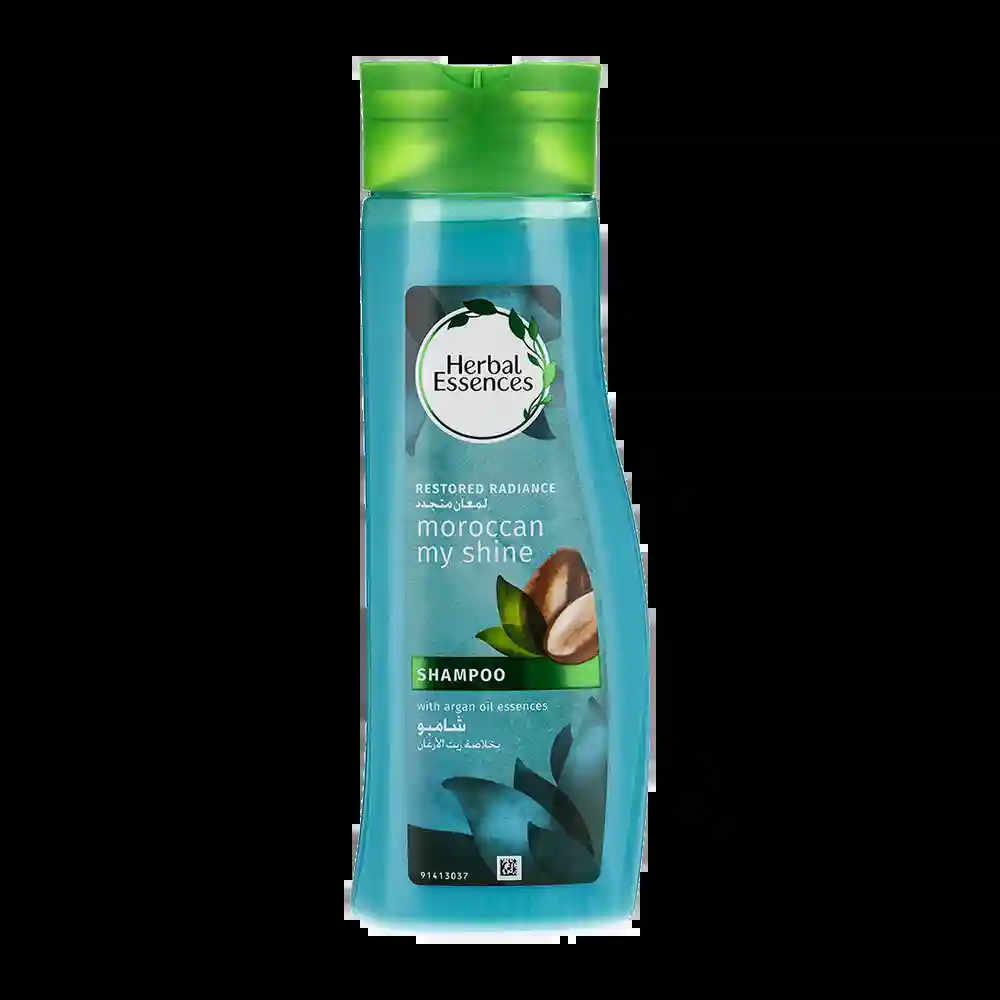 Herbal
Essences
RESTORED RADIANCE
لمعان متجدد
moroccan
my shine
SHAMPOO
with argan oil essences
شامبو
بخلاصة زيت الأرغان
91413037